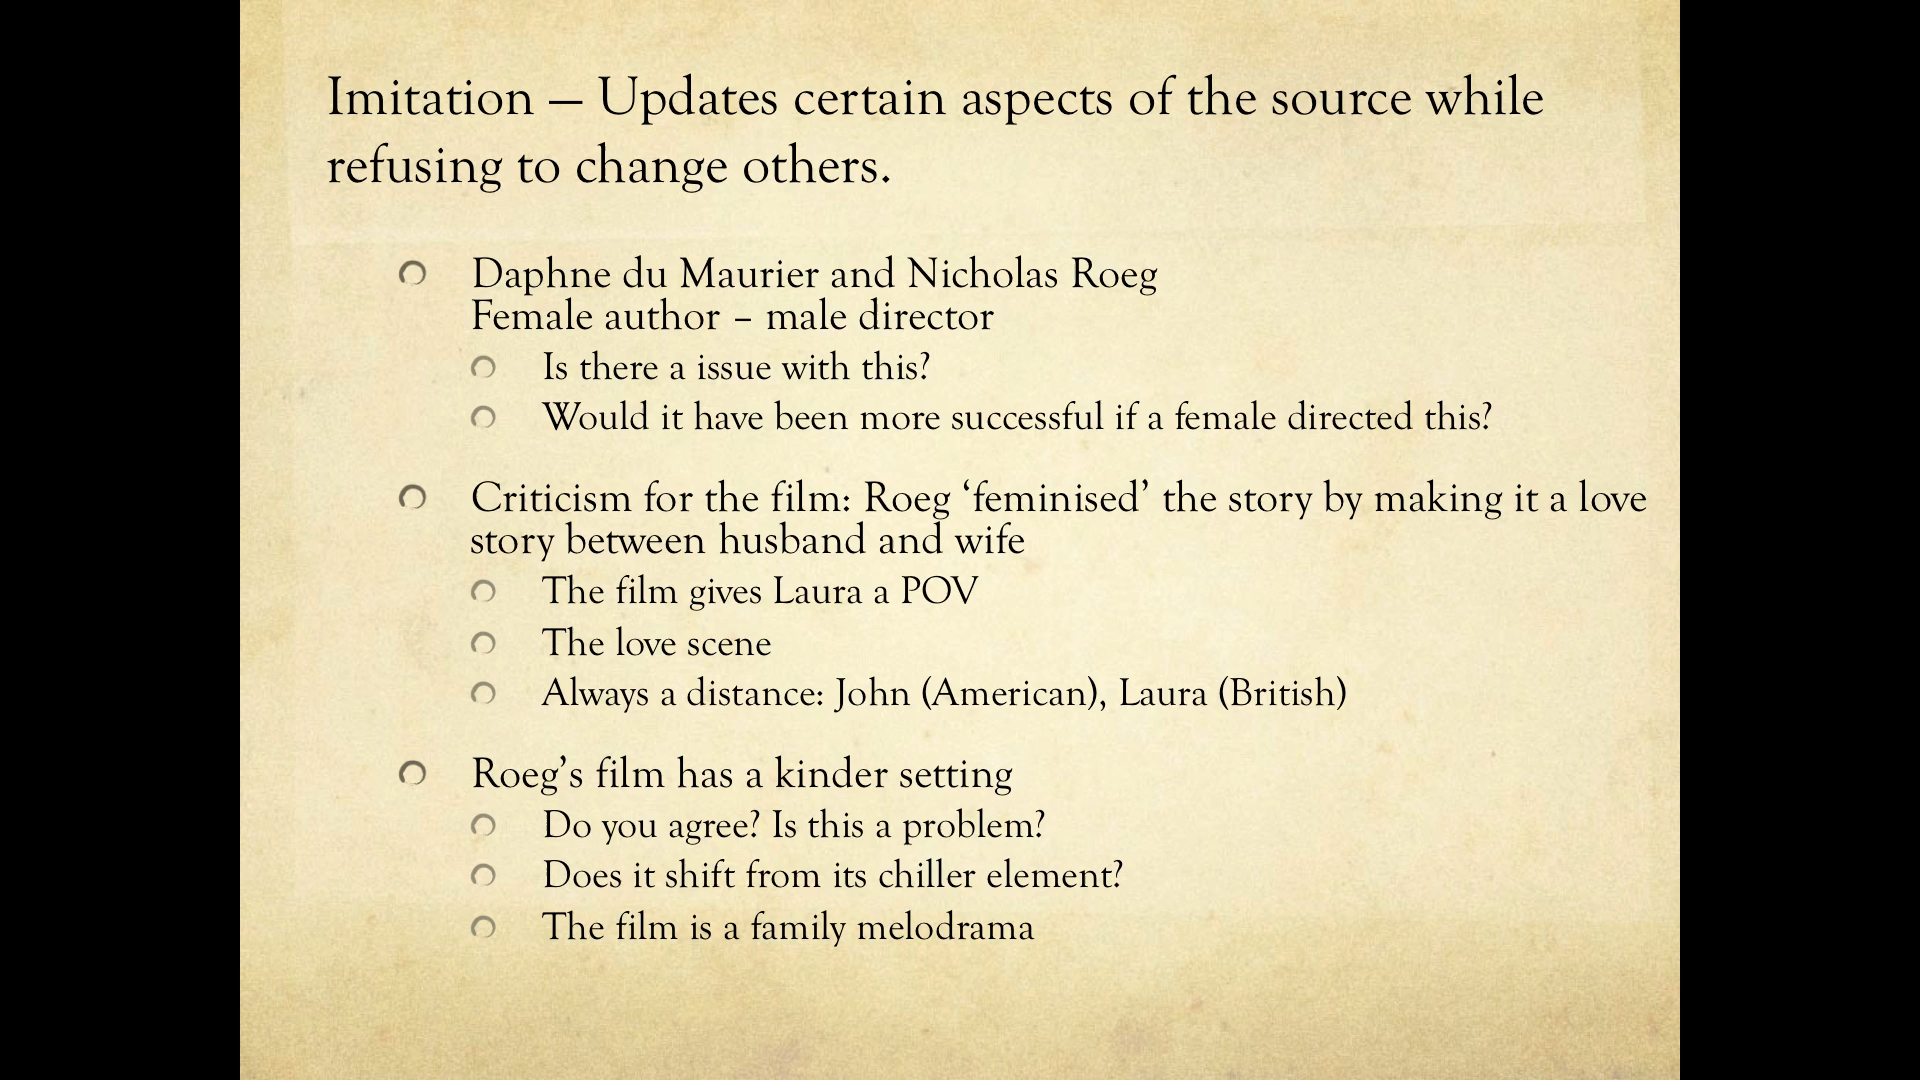 Imitation – Updates certain aspects of the source while
refusing to change others.
Daphne du Maurier and Nicholas Roeg
Female author – male director
Is there a issue with this?
Would it have been more successful if a female directed this?
Criticism for the film: Roeg ‘feminised’ the story by making it a love
story between husband and wife
The film gives Laura a POV
The love scene
Always a distance: John (American), Laura (British)
Roeg’s film has a kinder setting
Do you agree? Is this a problem?
Does it shift from its chiller element?
The film is a family melodrama